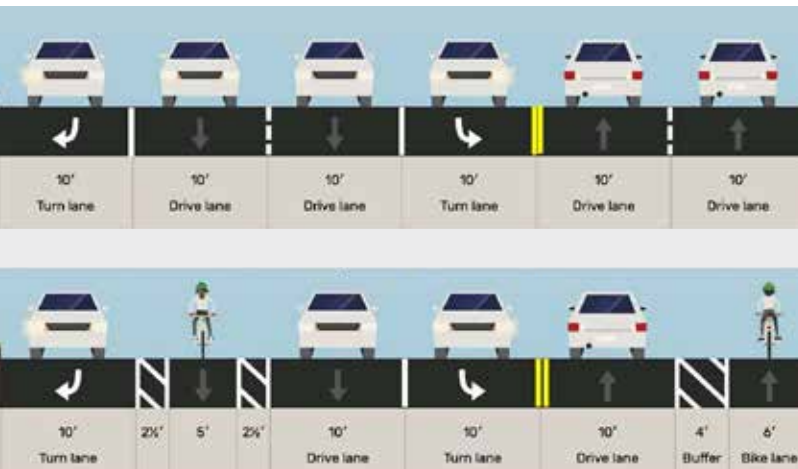 10' 10' 10' 10' 10' 10'
Turn lane Drive lane Drive lane Turn lane Drive lane Drive lane
10' 2½' 5' 2½' 10' 10' 10' 4' 6'
Turn lane Drive lane Turn lane Drive lane Buffer Bike lane